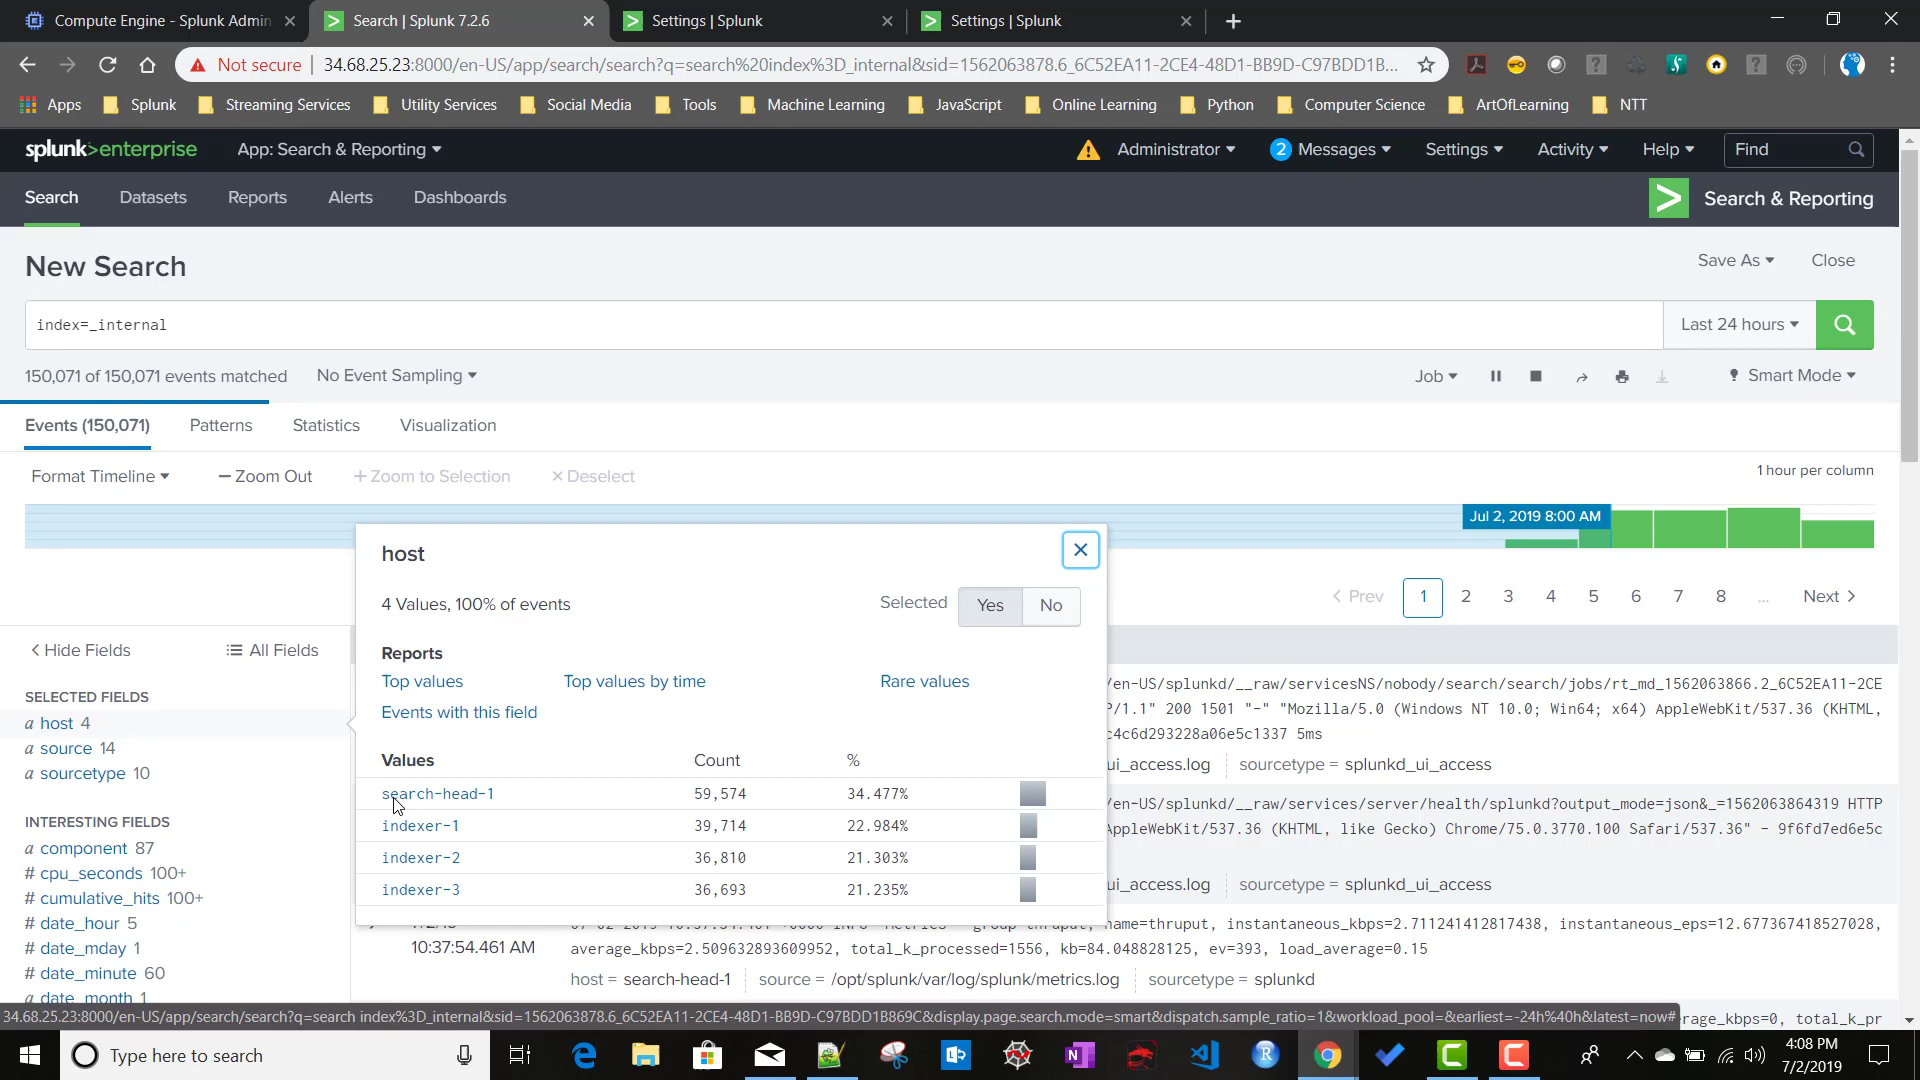 Compute Engine - Splunk Admin
Search | Splunk 7.2.6
Settings | Splunk
Settings | Splunk
Not secure
34.68.25.23:8000/en-US/app/search/search?q=search%20index%3D_internal&sid=1562063878.6_6C52EA11-2CE4-48D1-BB9D-C97BDD1B...
Apps
Splunk
Streaming Services
Utility Services
Social Media
Tools
Machine Learning
JavaScript
Online Learning
Python
Computer Science
ArtOfLearning
NTT
splunk>enterprise
App: Search & Reporting
Administrator
2 Messages
Settings
Activity
Help
Find
Search
Datasets
Reports
Alerts
Dashboards
Search & Reporting
New Search
Save As
Close
index=_internal
Last 24 hours
150,071 of 150,071 events matched
No Event Sampling
Job
Smart Mode
Events (150,071)
Patterns
Statistics
Visualization
Format Timeline
Zoom Out
+ Zoom to Selection
× Deselect
1 hour per column
Jul 2, 2019 8:00 AM
host
4 Values, 100% of events
Selected
Yes
No
Reports
Top values
Top values by time
Rare values
Events with this field
Values Count %
search-head-1 59,574 34.477%
indexer-1 39,714 22.984%
indexer-2 36,810 21.303%
indexer-3 36,693 21.235%
< Prev
1
2
3
4
5
6
7
8
...
Next >
< Hide Fields
All Fields
SELECTED FIELDS
a host 4
a source 14
a sourcetype 10
INTERESTING FIELDS
a component 87
# cpu_seconds 100+
# cumulative_hits 100+
# date_hour 5
# date_mday 1
# date_minute 60
a date_month 1
/en-US/splunkd/__raw/servicesNS/nobody/search/search/jobs/rt_md_1562063866.2_6C52EA11-2CE
P/1.1" 200 1501 "-" "Mozilla/5.0 (Windows NT 10.0; Win64; x64) AppleWebKit/537.36 (KHTML,
c4c6d293228a06e5c1337 5ms
ui_access.log
sourcetype = splunkd_ui_access
/en-US/splunkd/__raw/services/server/health/splunkd?output_mode=json&_=1562063864319 HTTP
AppleWebKit/537.36 (KHTML, like Gecko) Chrome/75.0.3770.100 Safari/537.36" - 9f6fd7ed6e5c
ui_access.log
sourcetype = splunkd_ui_access
name=thruput, instantaneous_kbps=2.711241412817438, instantaneous_eps=12.677367418527028,
10:37:54.461 AM
average_kbps=2.509632893609952, total_k_processed=1556, kb=84.048828125, ev=393, load_average=0.15
host = search-head-1
source = /opt/splunk/var/log/splunk/metrics.log
sourcetype = splunkd
34.68.25.23:8000/en-US/app/search/search?q=search index%3D_internal&sid=1562063878.6_6C52EA11-2CE4-48D1-BB9D-C97BDD1B869C&display.page.search.mode=smart&dispatch.sample_ratio=1&workload_pool=&earliest=-24h%40h&latest=now#
erage_kbps=0, total_k_pr
Type here to search
4:08 PM
7/2/2019